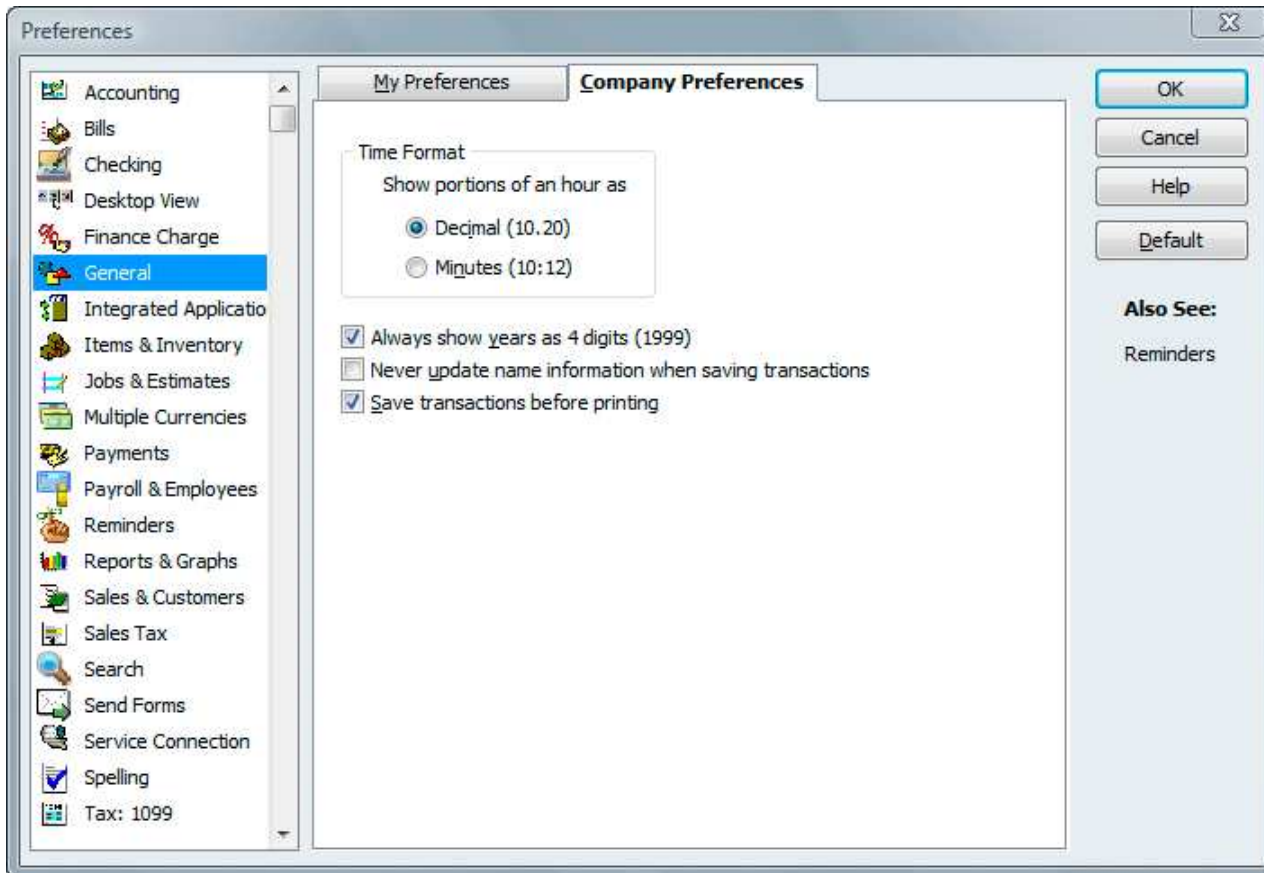 Preferences
Accounting
Bills
Checking
Desktop View
Finance Charge
General
Integrated Applicatio
Items & Inventory
Jobs & Estimates
Multiple Currencies
Payments
Payroll & Employees
Reminders
Reports & Graphs
Sales & Customers
Sales Tax
Search
Send Forms
Service Connection
Spelling
Tax: 1099
My Preferences
Company Preferences
Time Format
Show portions of an hour as
Decimal (10.20)
Minutes (10:12)
Always show years as 4 digits (1999)
Never update name information when saving transactions
Save transactions before printing
OK
Cancel
Help
Default
Also See:
Reminders